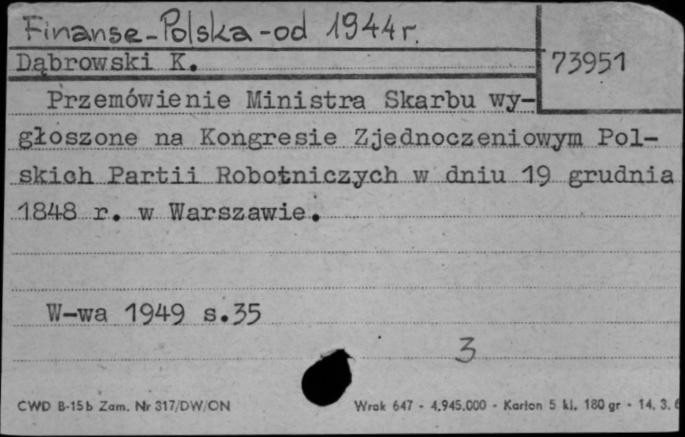 Finanse-Polska-od 1944 r.
Dąbrowski K.
73951
Przemówienie Ministra Skarbu wy-
głoszone na Kongresie Zjednoczeniowym Pol-
skich Partii Robotniczych w dniu 19 grudnia
1848 r. w Warszawie.
W-wa 1949 s.35
3
CWD B-15b Zam. Nr 317/DW/ON
Wrak 647 - 4.945.000 - Karton 5 kl. 180 gr - 14. 3.